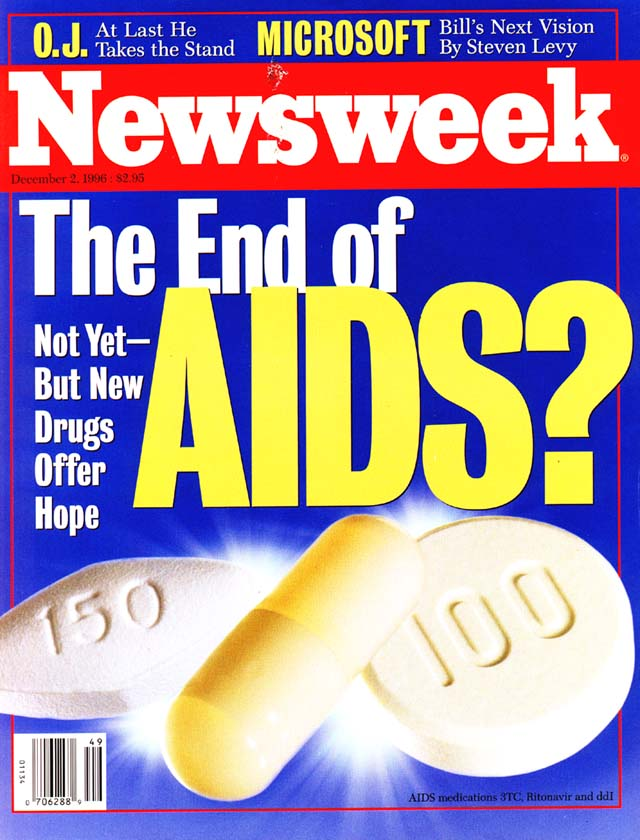 O.J. At Last He
Takes the Stand
MICROSOFT Bill's Next Vision
By Steven Levy
Newsweek®
December 2, 1996 : $2.95
The End of
AIDS?
Not Yet—
But New
Drugs
Offer
Hope
150
100
49
01134
0 706288 9
AIDS medications 3TC, Ritonavir and ddI